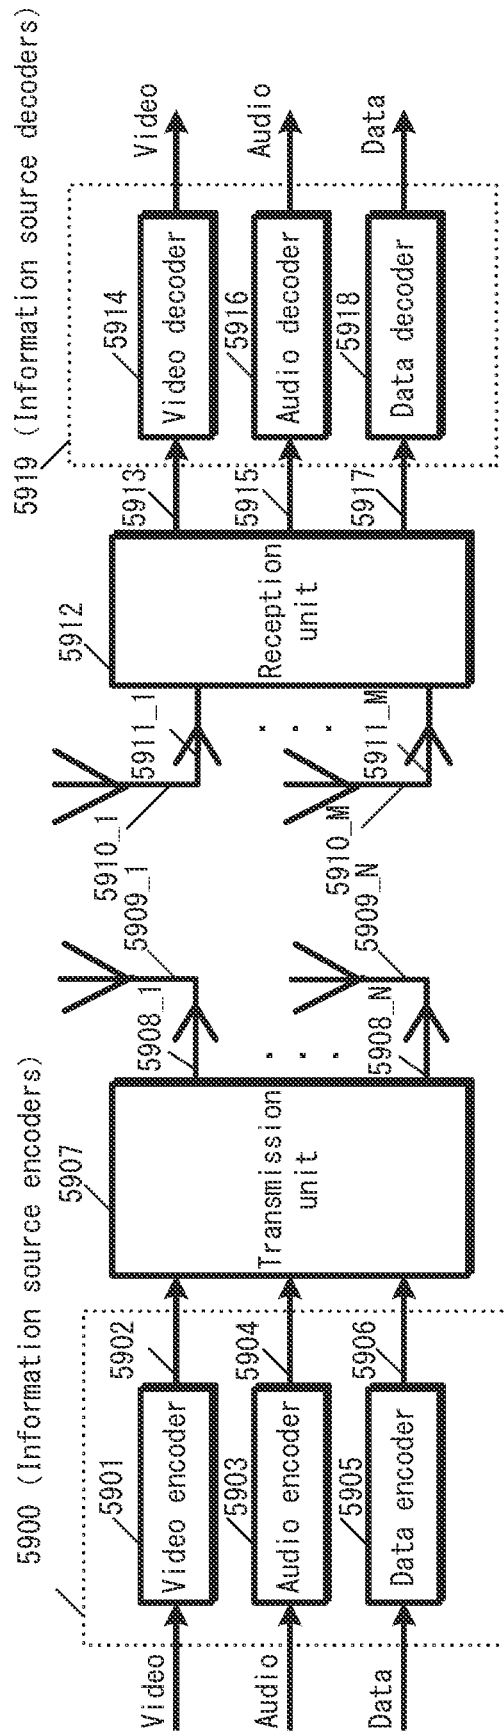 5900 (Information source encoders)
Video
5901
Video encoder
5902
Audio
5903
Audio encoder
5904
Data
5905
Data encoder
5906
5907
Transmission
unit
5908_1
5909_1
5908_N
5909_N
5910_1
5911_1
5910_M
5911_M
5912
Reception
unit
5919 (Information source decoders)
5913
5914
Video decoder
Video
5915
5916
Audio decoder
Audio
5917
5918
Data decoder
Data